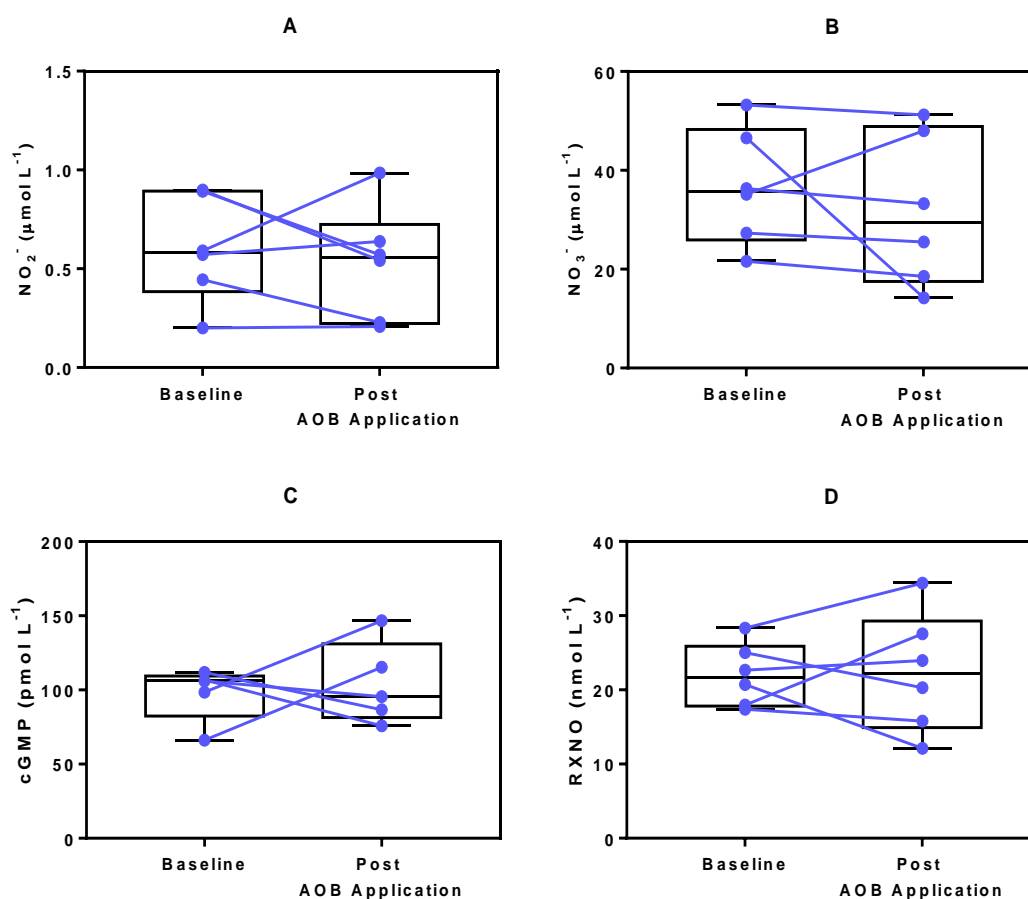 A
NO₂⁻ (µmol L⁻¹)
1.5
1.0
0.5
0.0
Baseline
Post
AOB Application
B
NO₃⁻ (µmol L⁻¹)
60
40
20
0
Baseline
Post
AOB Application
C
cGMP (pmol L⁻¹)
200
150
100
50
0
Baseline
Post
AOB Application
D
RXNO (nmol L⁻¹)
40
30
20
10
0
Baseline
Post
AOB Application